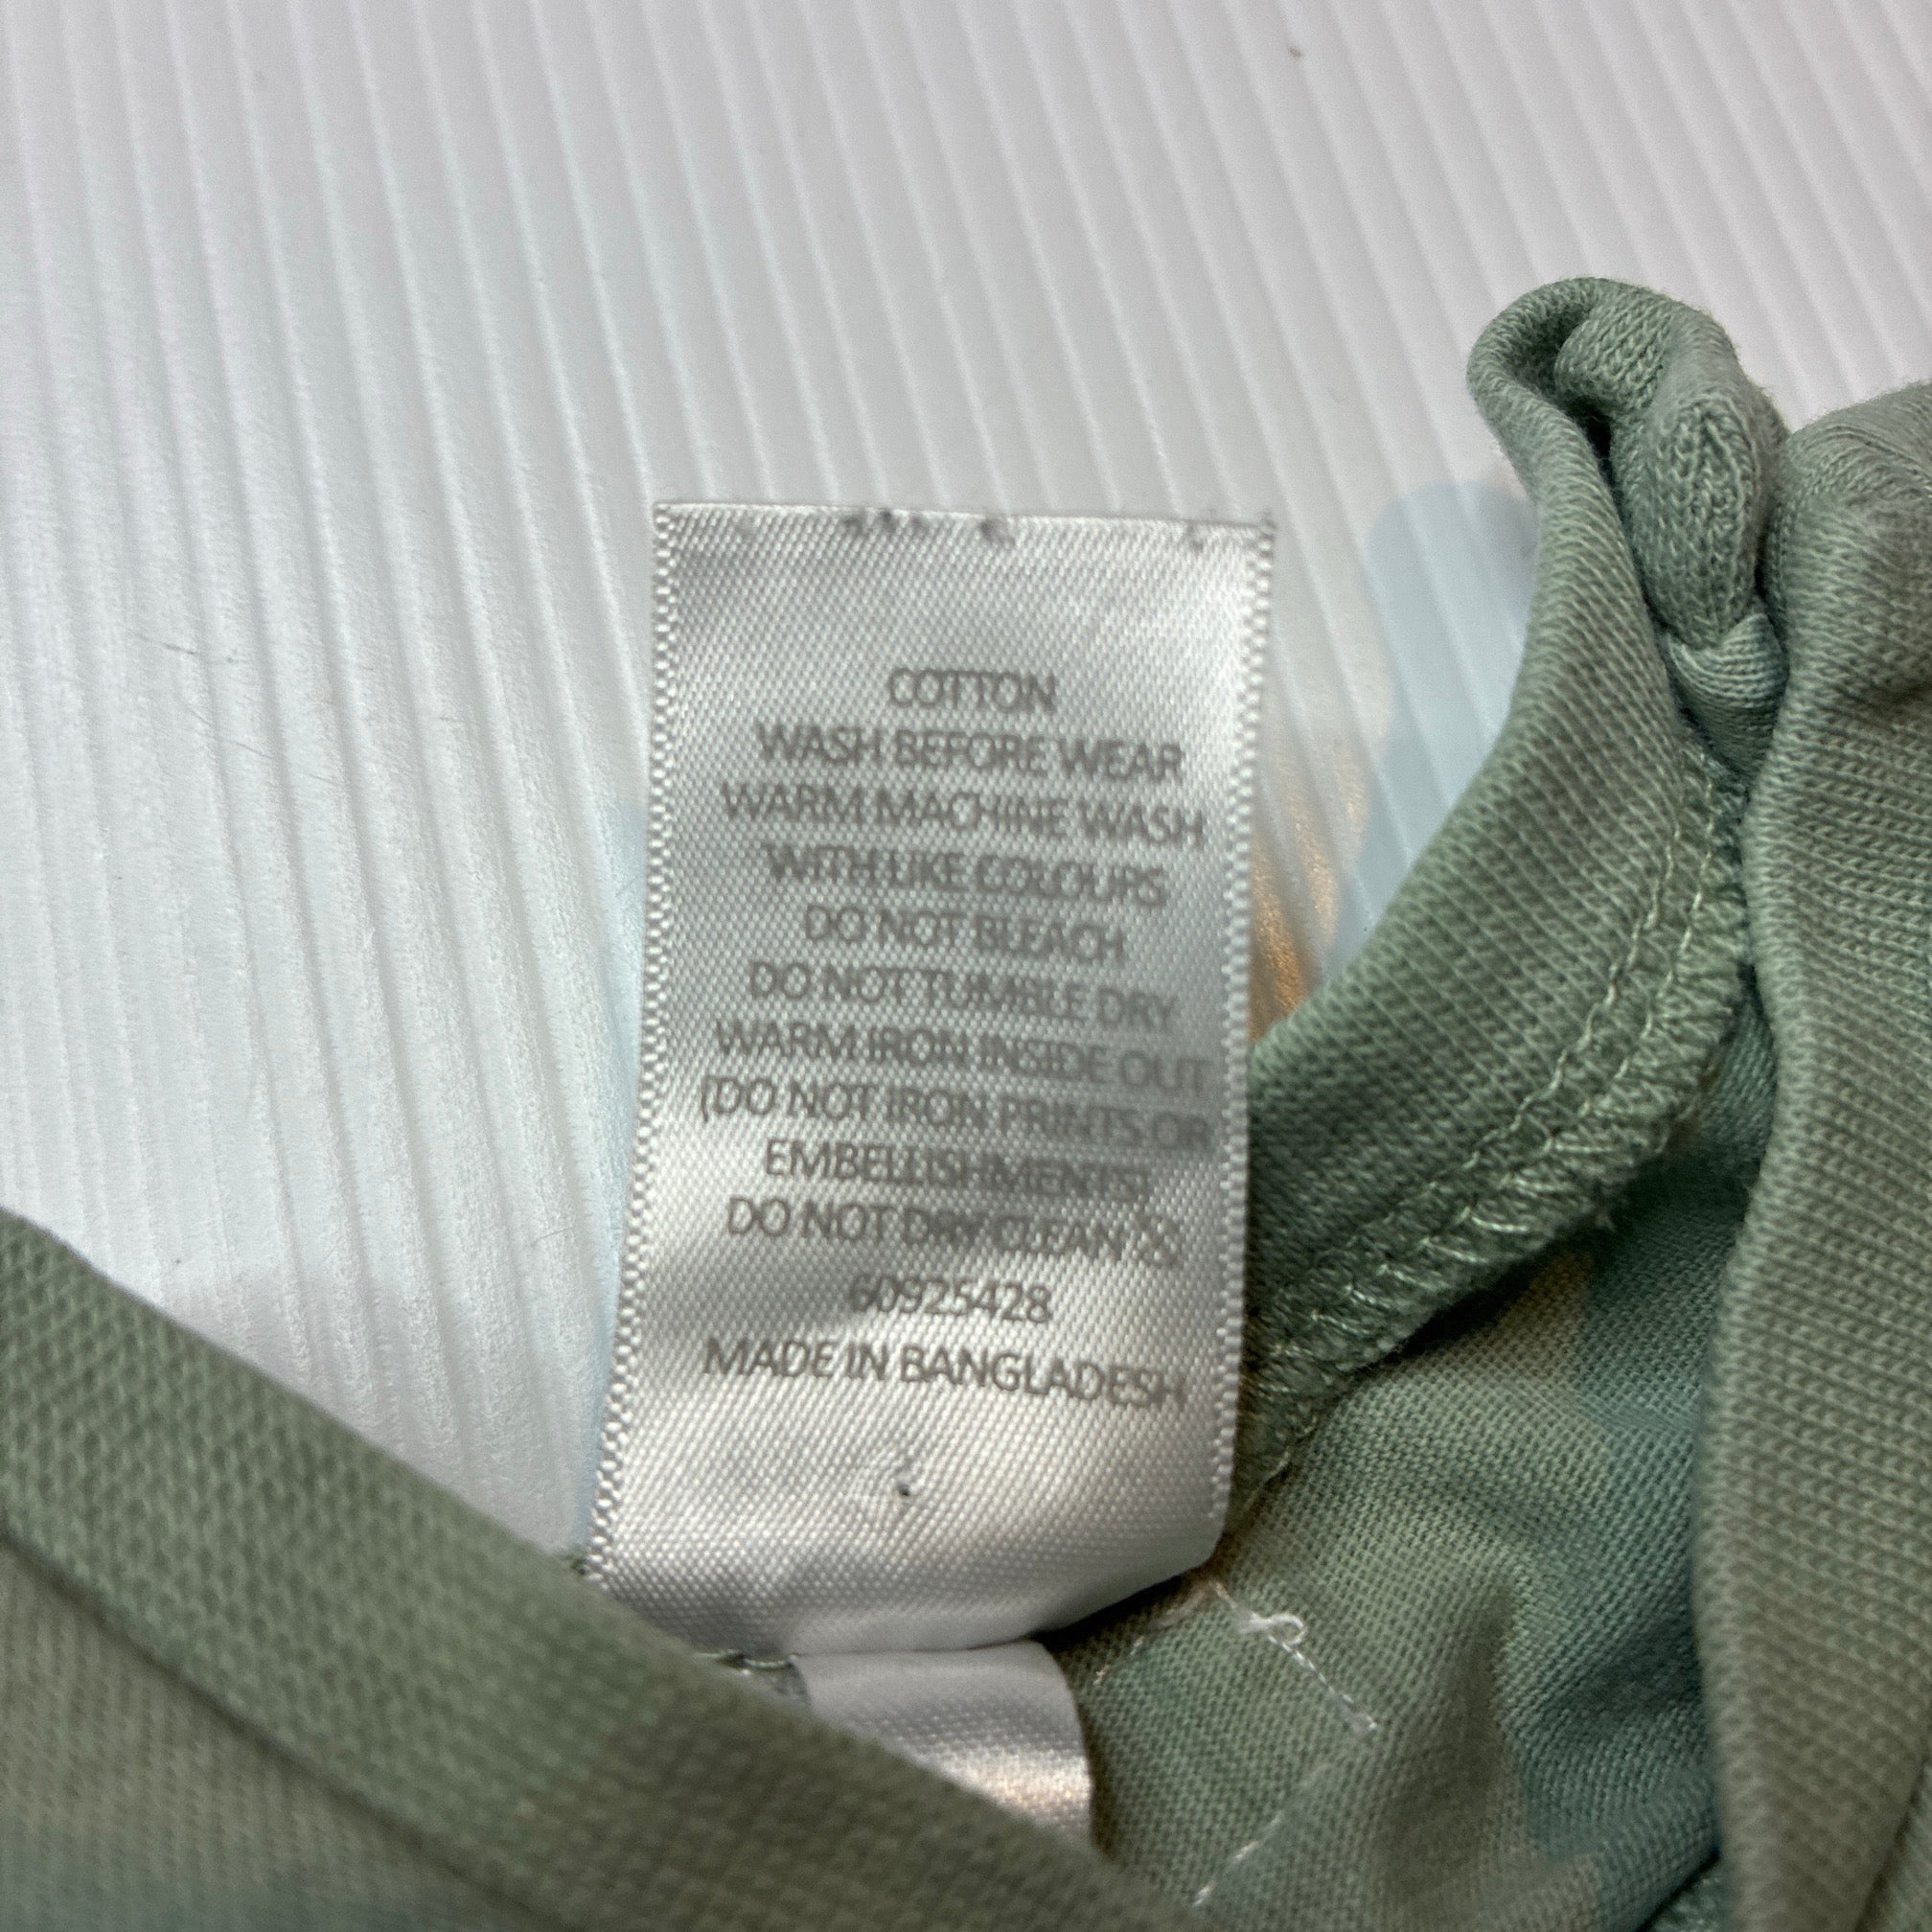 COTTON
WASH BEFORE WEAR
WARM MACHINE WASH
WITH LIKE COLOURS
DO NOT BLEACH
DO NOT TUMBLE DRY
WARM IRON INSIDE OUT
(DO NOT IRON PRINTS OR
EMBELLISHMENTS)
DO NOT DRY CLEAN
60925428
MADE IN BANGLADESH